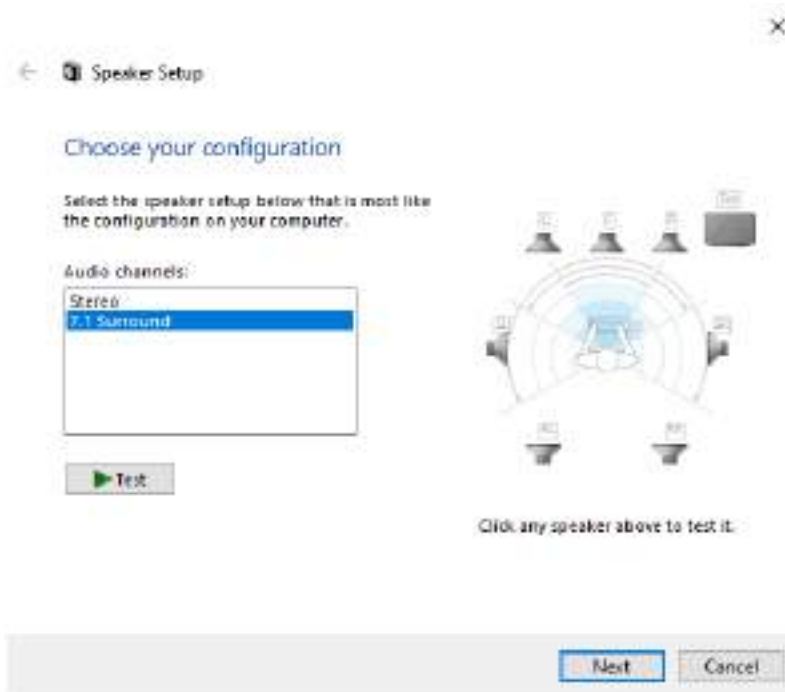 Speaker Setup
Choose your configuration
Select the speaker setup below that is most like
the configuration on your computer.
Audio channels:
Stereo
7.1 Surround
Test
Click any speaker above to test it.
Next
Cancel